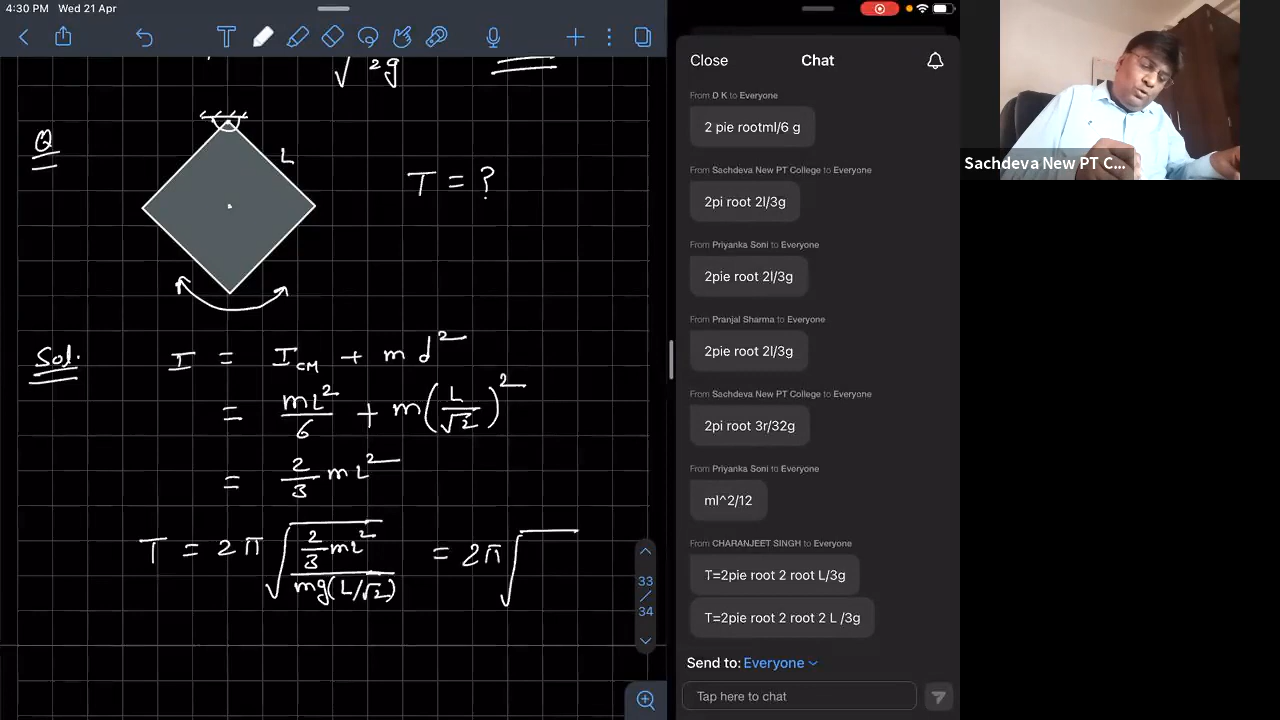 4:30 PM Wed 21 Apr
√ 2g
Q
L
T = ?
Sol. I = I_CM + m d²
= mL²/6 + m(L/√2)²
= 2/3 mL²
T = 2π √((2/3 mL²)/(mg(L/√2))) = 2π √
33
/
34
Close
Chat
From D K to Everyone
2 pie rootml/6 g
From Sachdeva New PT College to Everyone
2pi root 2l/3g
From Priyanka Soni to Everyone
2pie root 2l/3g
From Pranjal Sharma to Everyone
2pie root 2l/3g
From Sachdeva New PT College to Everyone
2pi root 3r/32g
From Priyanka Soni to Everyone
ml^2/12
From CHARANJEET SINGH to Everyone
T=2pie root 2 root L/3g
T=2pie root 2 root 2 L /3g
Send to: Everyone
Tap here to chat
Sachdeva New PT C...